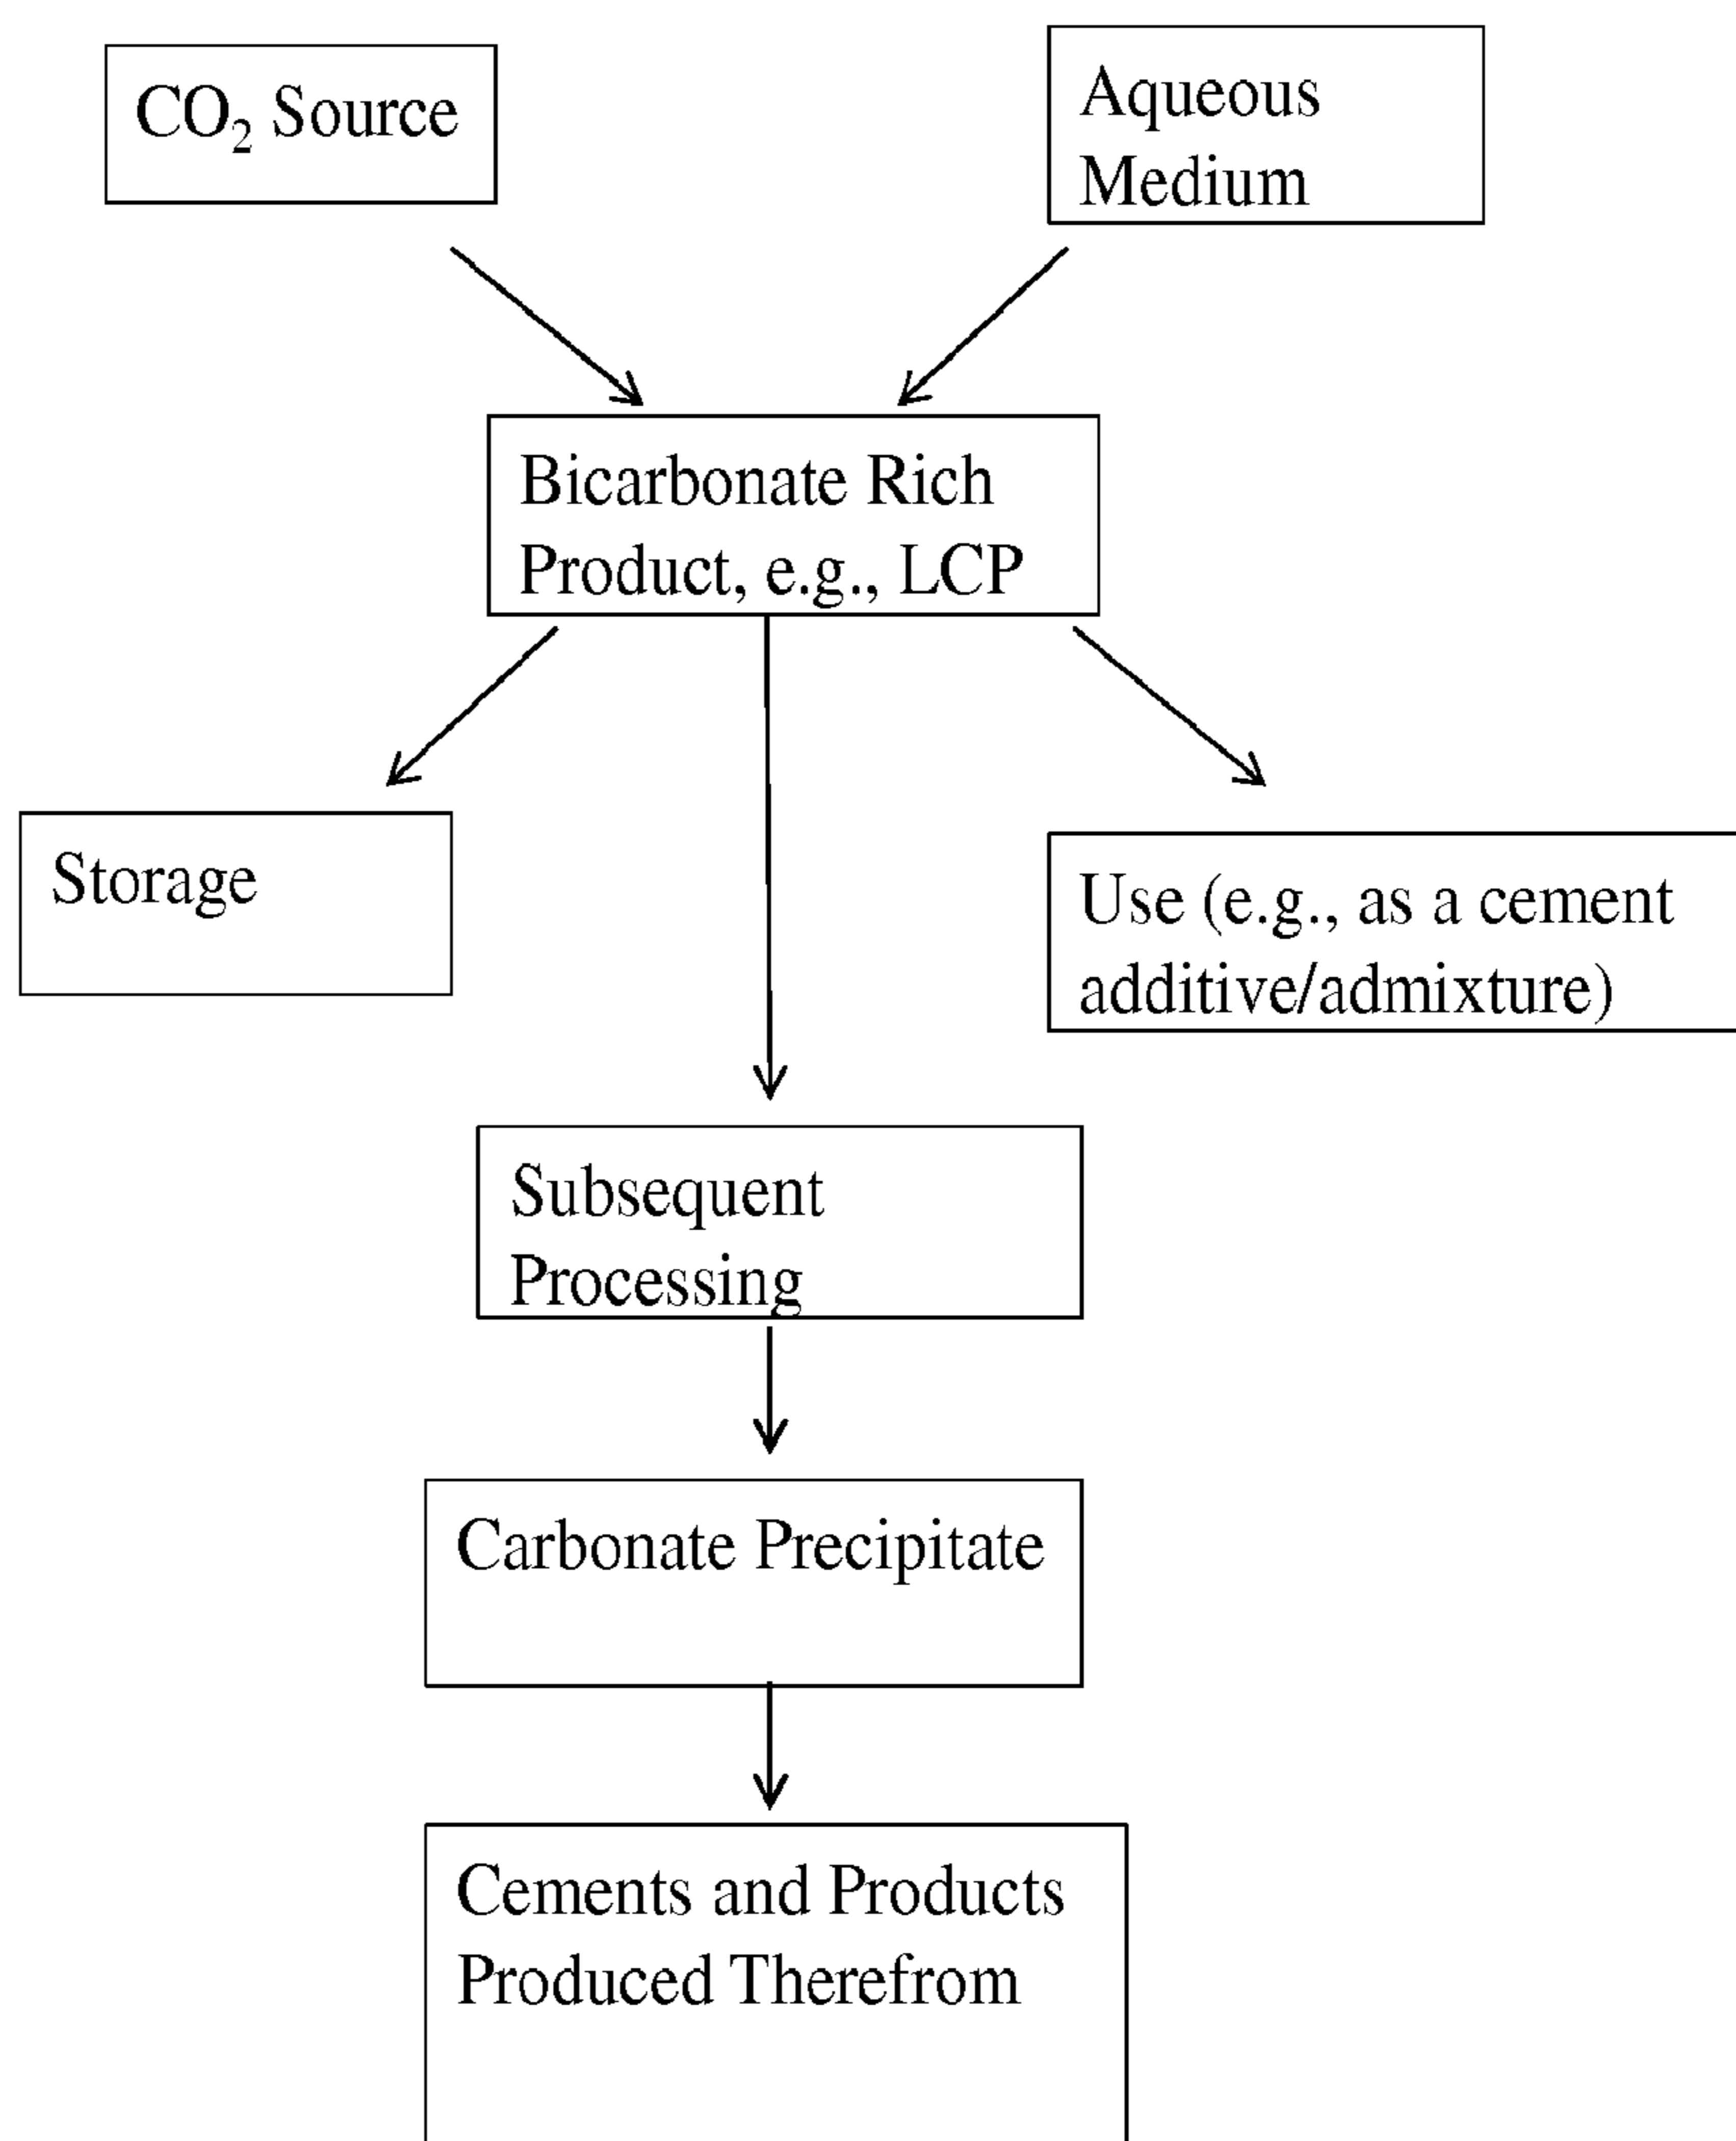 CO₂ Source
Aqueous
Medium
Bicarbonate Rich
Product, e.g., LCP
Storage
Use (e.g., as a cement
additive/admixture)
Subsequent
Processing
Carbonate Precipitate
Cements and Products
Produced Therefrom